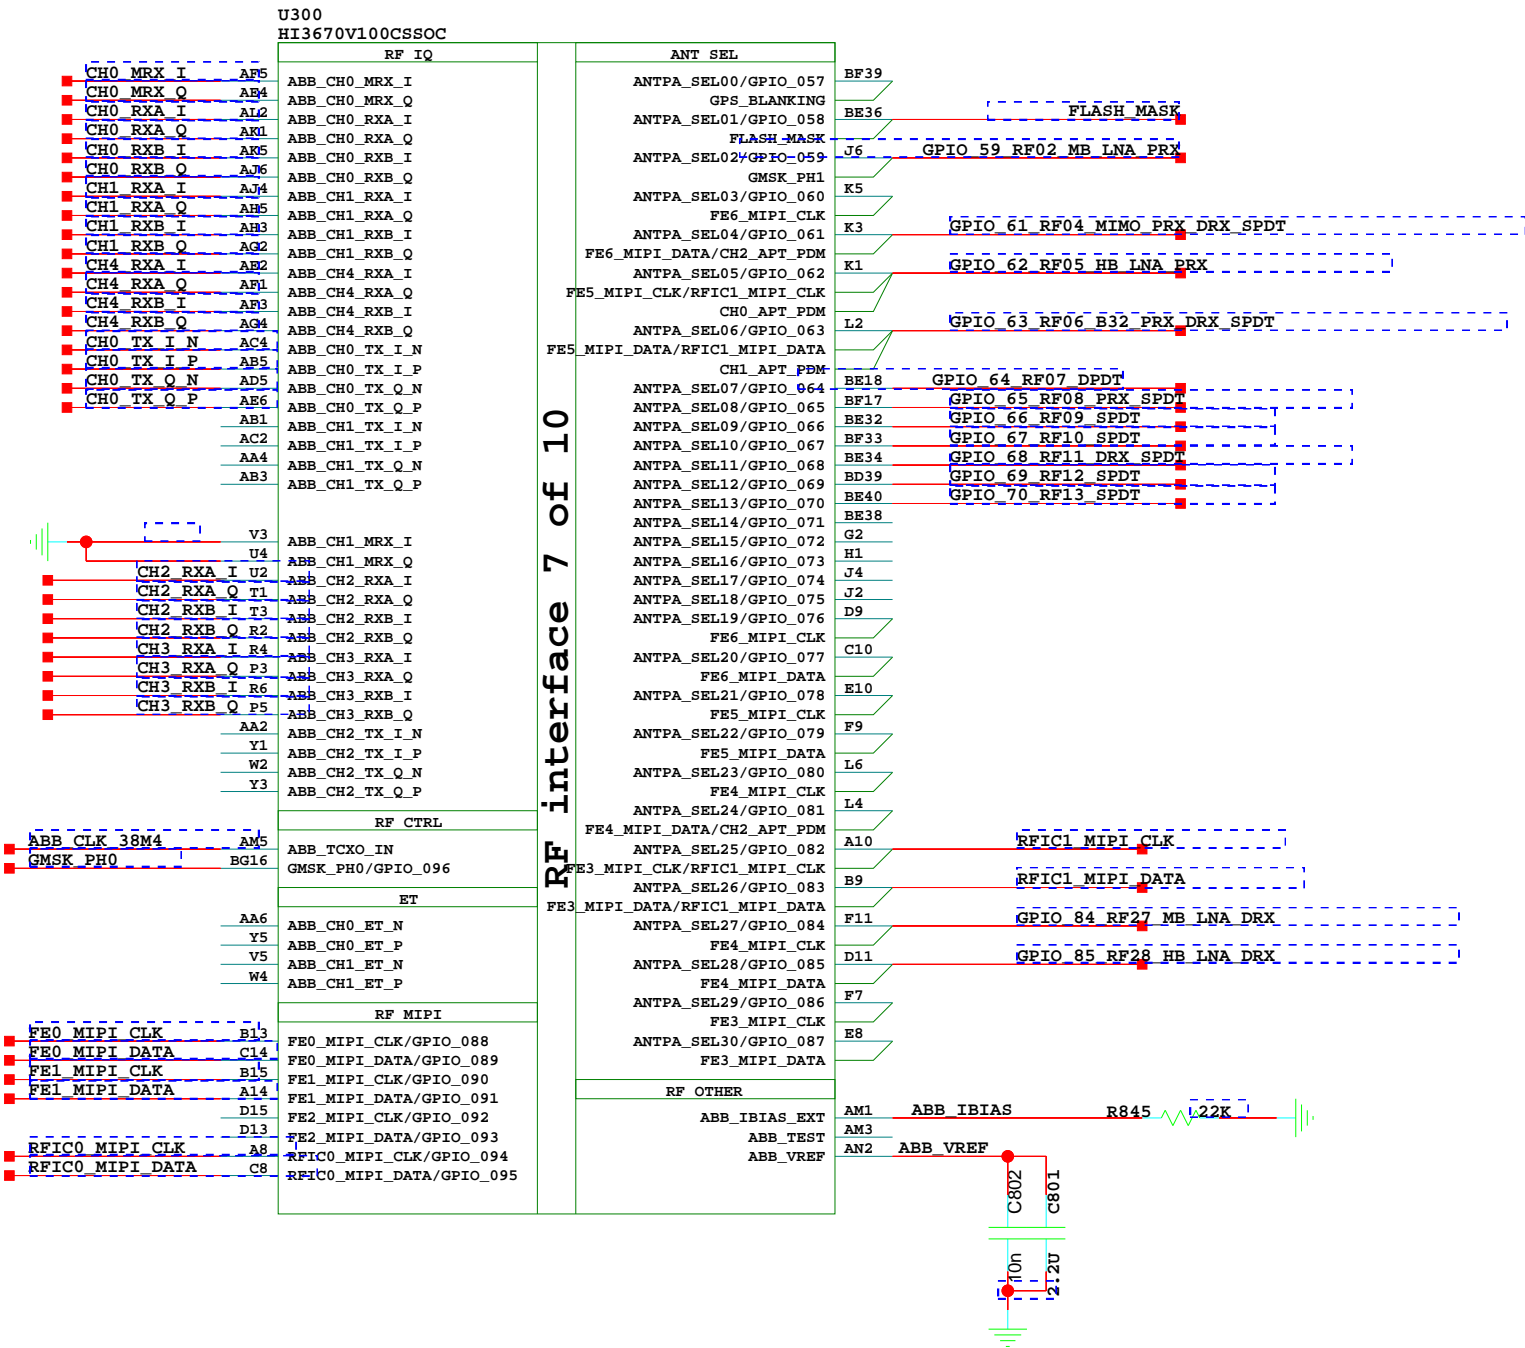 U300
HI3670V100CSSOC
RF IQ
CH0_MRX_I AF5 ABB_CH0_MRX_I
CH0_MRX_Q AE4 ABB_CH0_MRX_Q
CH0_RXA_I AL2 ABB_CH0_RXA_I
CH0_RXA_Q AK1 ABB_CH0_RXA_Q
CH0_RXB_I AK5 ABB_CH0_RXB_I
CH0_RXB_Q AJ6 ABB_CH0_RXB_Q
CH1_RXA_I AJ4 ABB_CH1_RXA_I
CH1_RXA_Q AH5 ABB_CH1_RXA_Q
CH1_RXB_I AH3 ABB_CH1_RXB_I
CH1_RXB_Q AG2 ABB_CH1_RXB_Q
CH4_RXA_I AE2 ABB_CH4_RXA_I
CH4_RXA_Q AF1 ABB_CH4_RXA_Q
CH4_RXB_I AF3 ABB_CH4_RXB_I
CH4_RXB_Q AG4 ABB_CH4_RXB_Q
CH0_TX_I_N AC4 ABB_CH0_TX_I_N
CH0_TX_I_P AB5 ABB_CH0_TX_I_P
CH0_TX_Q_N AD5 ABB_CH0_TX_Q_N
CH0_TX_Q_P AE6 ABB_CH0_TX_Q_P
AB1 ABB_CH1_TX_I_N
AC2 ABB_CH1_TX_I_P
AA4 ABB_CH1_TX_Q_N
AB3 ABB_CH1_TX_Q_P
V3 ABB_CH1_MRX_I
U4 ABB_CH1_MRX_Q
CH2_RXA_I U2 ABB_CH2_RXA_I
CH2_RXA_Q T1 ABB_CH2_RXA_Q
CH2_RXB_I T3 ABB_CH2_RXB_I
CH2_RXB_Q R2 ABB_CH2_RXB_Q
CH3_RXA_I R4 ABB_CH3_RXA_I
CH3_RXA_Q P3 ABB_CH3_RXA_Q
CH3_RXB_I R6 ABB_CH3_RXB_I
CH3_RXB_Q P5 ABB_CH3_RXB_Q
AA2 ABB_CH2_TX_I_N
Y1 ABB_CH2_TX_I_P
W2 ABB_CH2_TX_Q_N
Y3 ABB_CH2_TX_Q_P
RF CTRL
ABB_CLK_38M4 AM5 ABB_TCXO_IN
GMSK_PH0 BG16 GMSK_PH0/GPIO_096
ET
AA6 ABB_CH0_ET_N
Y5 ABB_CH0_ET_P
V5 ABB_CH1_ET_N
W4 ABB_CH1_ET_P
RF MIPI
FE0_MIPI_CLK B13 FE0_MIPI_CLK/GPIO_088
FE0_MIPI_DATA C14 FE0_MIPI_DATA/GPIO_089
FE1_MIPI_CLK B15 FE1_MIPI_CLK/GPIO_090
FE1_MIPI_DATA A14 FE1_MIPI_DATA/GPIO_091
D15 FE2_MIPI_CLK/GPIO_092
D13 FE2_MIPI_DATA/GPIO_093
RFIC0_MIPI_CLK A8 RFIC0_MIPI_CLK/GPIO_094
RFIC0_MIPI_DATA C8 RFIC0_MIPI_DATA/GPIO_095
RF interface 7 of 10
ANT SEL
ANTPA_SEL00/GPIO_057 BF39
GPS_BLANKING
ANTPA_SEL01/GPIO_058 BE36 FLASH_MASK
FLASH_MASK
ANTPA_SEL02/GPIO_059 J6 GPIO_59_RF02_MB_LNA_PRX
GMSK_PH1
ANTPA_SEL03/GPIO_060 K5
FE6_MIPI_CLK
ANTPA_SEL04/GPIO_061 K3 GPIO_61_RF04_MIMO_PRX_DRX_SPDT
FE6_MIPI_DATA/CH2_APT_PDM
ANTPA_SEL05/GPIO_062 K1 GPIO_62_RF05_HB_LNA_PRX
FE5_MIPI_CLK/RFIC1_MIPI_CLK
CH0_APT_PDM
ANTPA_SEL06/GPIO_063 L2 GPIO_63_RF06_B32_PRX_DRX_SPDT
FE5_MIPI_DATA/RFIC1_MIPI_DATA
CH1_APT_PDM
ANTPA_SEL07/GPIO_064 BE18 GPIO_64_RF07_DPDT
ANTPA_SEL08/GPIO_065 BF17 GPIO_65_RF08_PRX_SPDT
ANTPA_SEL09/GPIO_066 BE32 GPIO_66_RF09_SPDT
ANTPA_SEL10/GPIO_067 BF33 GPIO_67_RF10_SPDT
ANTPA_SEL11/GPIO_068 BE34 GPIO_68_RF11_DRX_SPDT
ANTPA_SEL12/GPIO_069 BD39 GPIO_69_RF12_SPDT
ANTPA_SEL13/GPIO_070 BE40 GPIO_70_RF13_SPDT
ANTPA_SEL14/GPIO_071 BE38
ANTPA_SEL15/GPIO_072 G2
ANTPA_SEL16/GPIO_073 H1
ANTPA_SEL17/GPIO_074 J4
ANTPA_SEL18/GPIO_075 J2
ANTPA_SEL19/GPIO_076 D9
FE6_MIPI_CLK
ANTPA_SEL20/GPIO_077 C10
FE6_MIPI_DATA
ANTPA_SEL21/GPIO_078 E10
FE5_MIPI_CLK
ANTPA_SEL22/GPIO_079 F9
FE5_MIPI_DATA
ANTPA_SEL23/GPIO_080 L6
FE4_MIPI_CLK
ANTPA_SEL24/GPIO_081 L4
FE4_MIPI_DATA/CH2_APT_PDM
ANTPA_SEL25/GPIO_082 A10 RFIC1_MIPI_CLK
FE3_MIPI_CLK/RFIC1_MIPI_CLK
ANTPA_SEL26/GPIO_083 B9 RFIC1_MIPI_DATA
FE3_MIPI_DATA/RFIC1_MIPI_DATA
ANTPA_SEL27/GPIO_084 F11 GPIO_84_RF27_MB_LNA_DRX
FE4_MIPI_CLK
ANTPA_SEL28/GPIO_085 D11 GPIO_85_RF28_HB_LNA_DRX
FE4_MIPI_DATA
ANTPA_SEL29/GPIO_086 F7
FE3_MIPI_CLK
ANTPA_SEL30/GPIO_087 E8
FE3_MIPI_DATA
RF OTHER
ABB_IBIAS_EXT AM1 ABB_IBIAS R845 22K
ABB_TEST AM3
ABB_VREF AN2 ABB_VREF
C802 C801
10n 2.2U